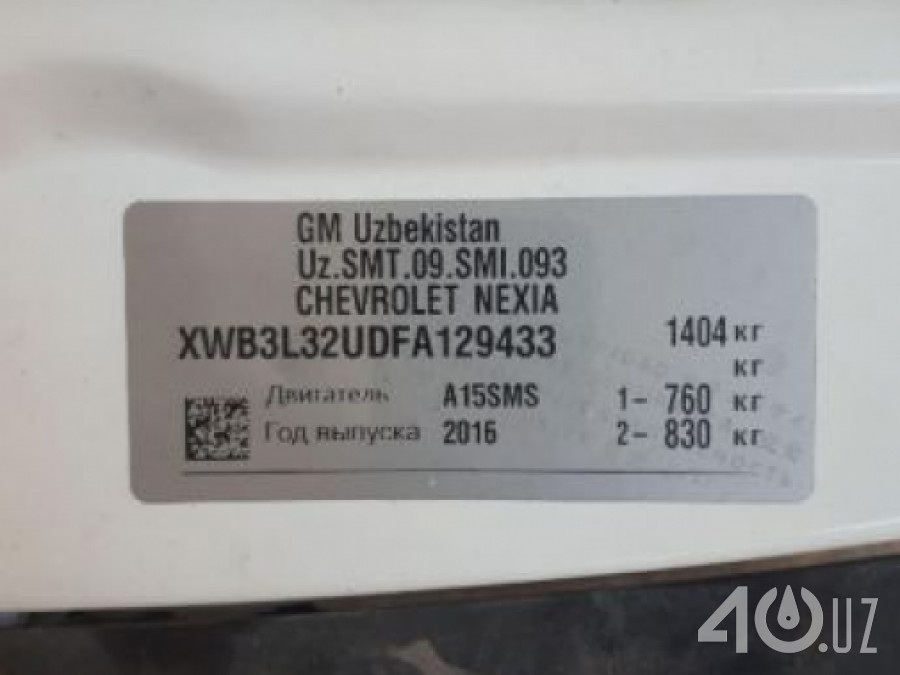 GM Uzbekistan
Uz.SMT.09.SMI.093
CHEVROLET NEXIA
XWB3L32UDFA129433 1404 кг
кг
Двигатель A15SMS 1- 760 кг
Год выпуска 2016 2- 830 кг
40.UZ